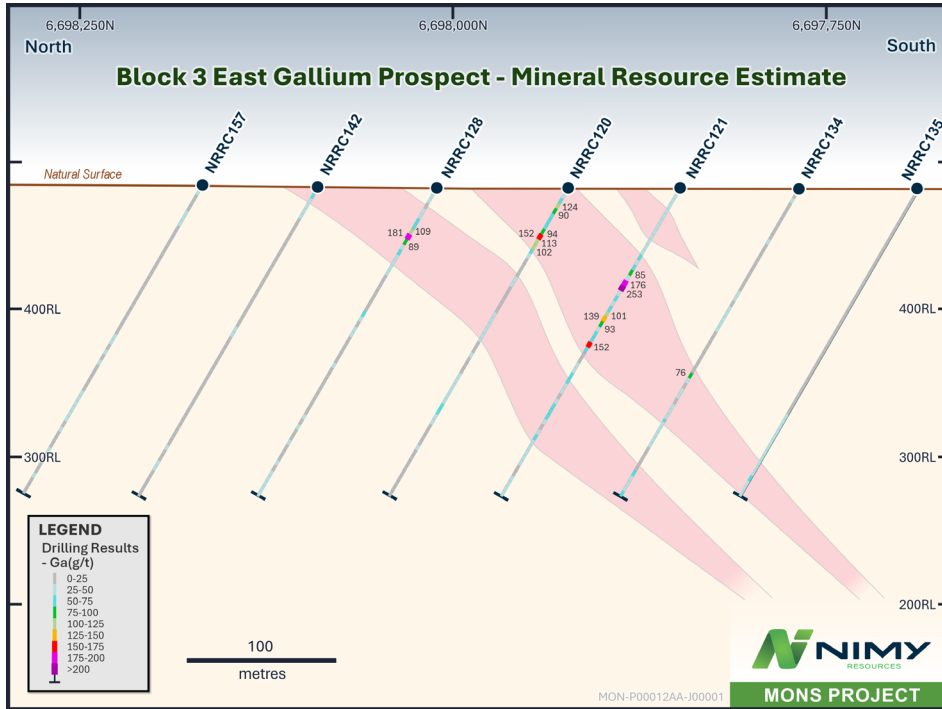 6,698,250N
6,698,000N
6,697,750N
North
South
Block 3 East Gallium Prospect - Mineral Resource Estimate
NRRC157
NRRC142
NRRC128
NRRC120
NRRC121
NRRC134
NRRC135
Natural Surface
124
90
181 109
89
152 94
113
102
85
176
253
139 101
93
152
76
400RL
400RL
300RL
300RL
200RL
LEGEND
Drilling Results
- Ga(g/t)
0-25
25-50
50-75
75-100
100-125
125-150
150-175
175-200
>200
100
metres
MON-P00012AA-J00001
NIMY
RESOURCES
MONS PROJECT